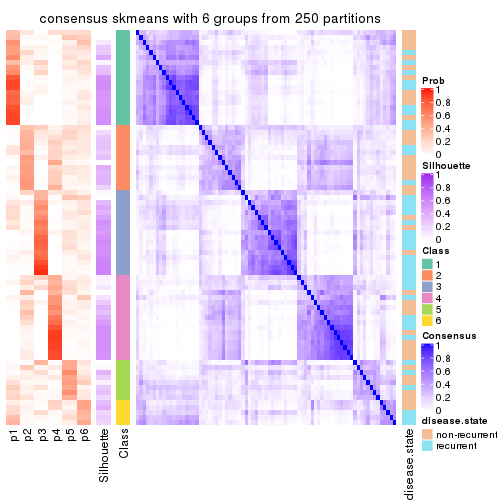 consensus skmeans with 6 groups from 250 partitions
p1
p2
p3
p4
p5
p6
Silhouette
Class
disease.state
Prob
1
0.8
0.6
0.4
0.2
0
Silhouette
1
0.8
0.6
0.4
0.2
0
Class
1
2
3
4
5
6
Consensus
1
0.8
0.6
0.4
0.2
0
disease.state
non-recurrent
recurrent